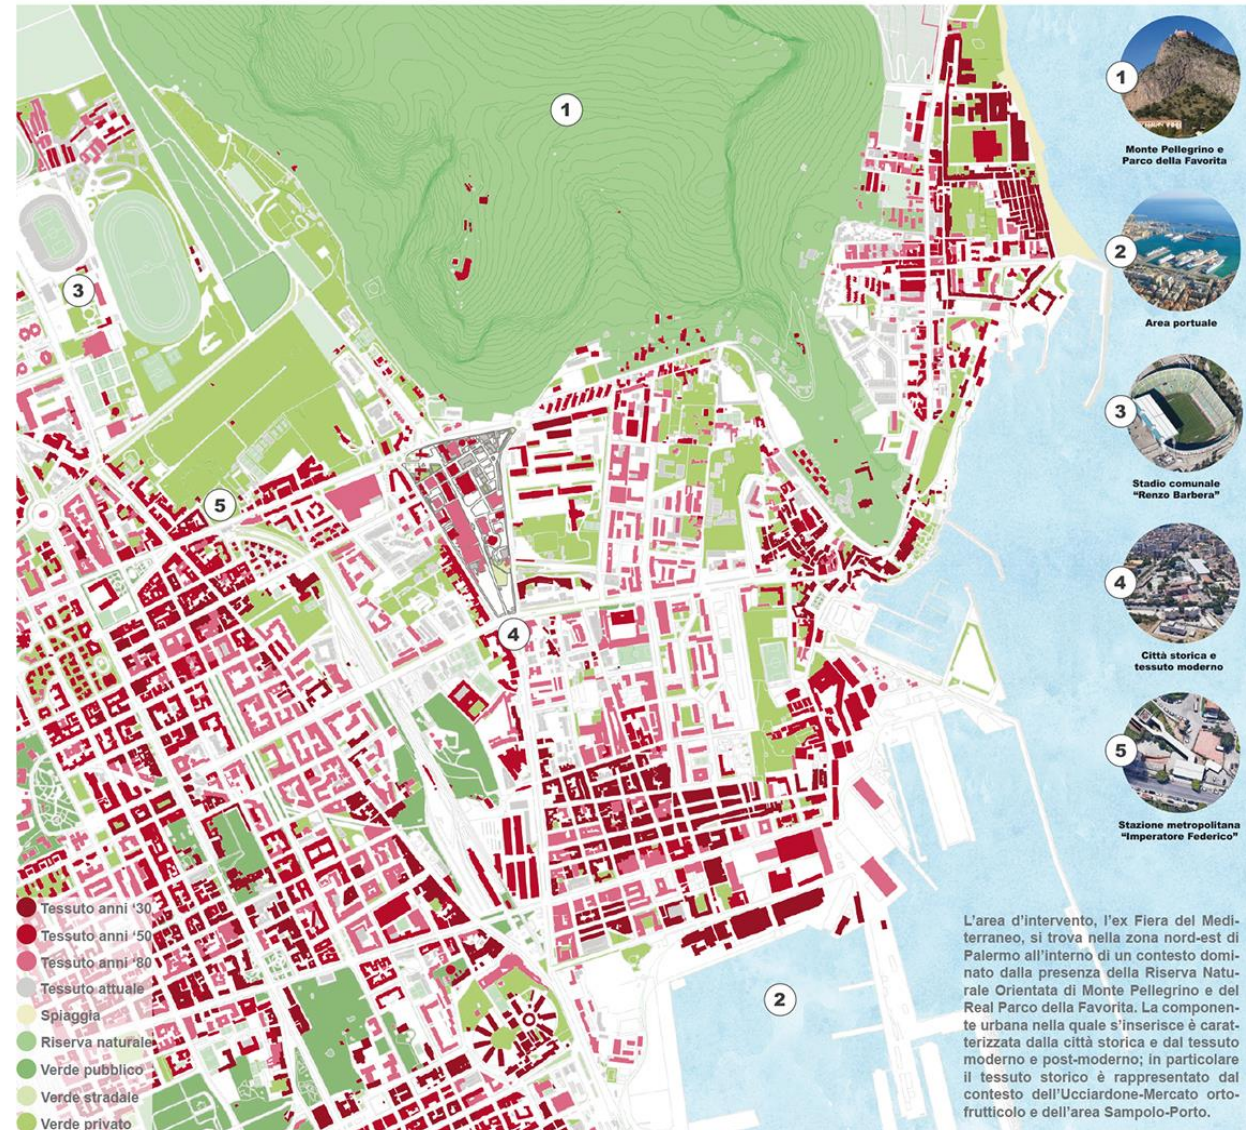 1
3
5
4
2
1
Monte Pellegrino e
Parco della Favorita
2
Area portuale
3
Stadio comunale
“Renzo Barbera”
4
Città storica e
tessuto moderno
5
Stazione metropolitana
“Imperatore Federico”
Tessuto anni ‘30
Tessuto anni ‘50
Tessuto anni ‘80
Tessuto attuale
Spiaggia
Riserva naturale
Verde pubblico
Verde stradale
Verde privato
L’area d’intervento, l’ex Fiera del Medi-
terraneo, si trova nella zona nord-est di
Palermo all’interno di un contesto domi-
nato dalla presenza della Riserva Natu-
rale Orientata di Monte Pellegrino e del
Real Parco della Favorita. La componen-
te urbana nella quale s’inserisce è carat-
terizzata dalla città storica e dal tessuto
moderno e post-moderno; in particolare
il tessuto storico è rappresentato dal
contesto dell’Ucciardone-Mercato orto-
frutticolo e dell’area Sampolo-Porto.